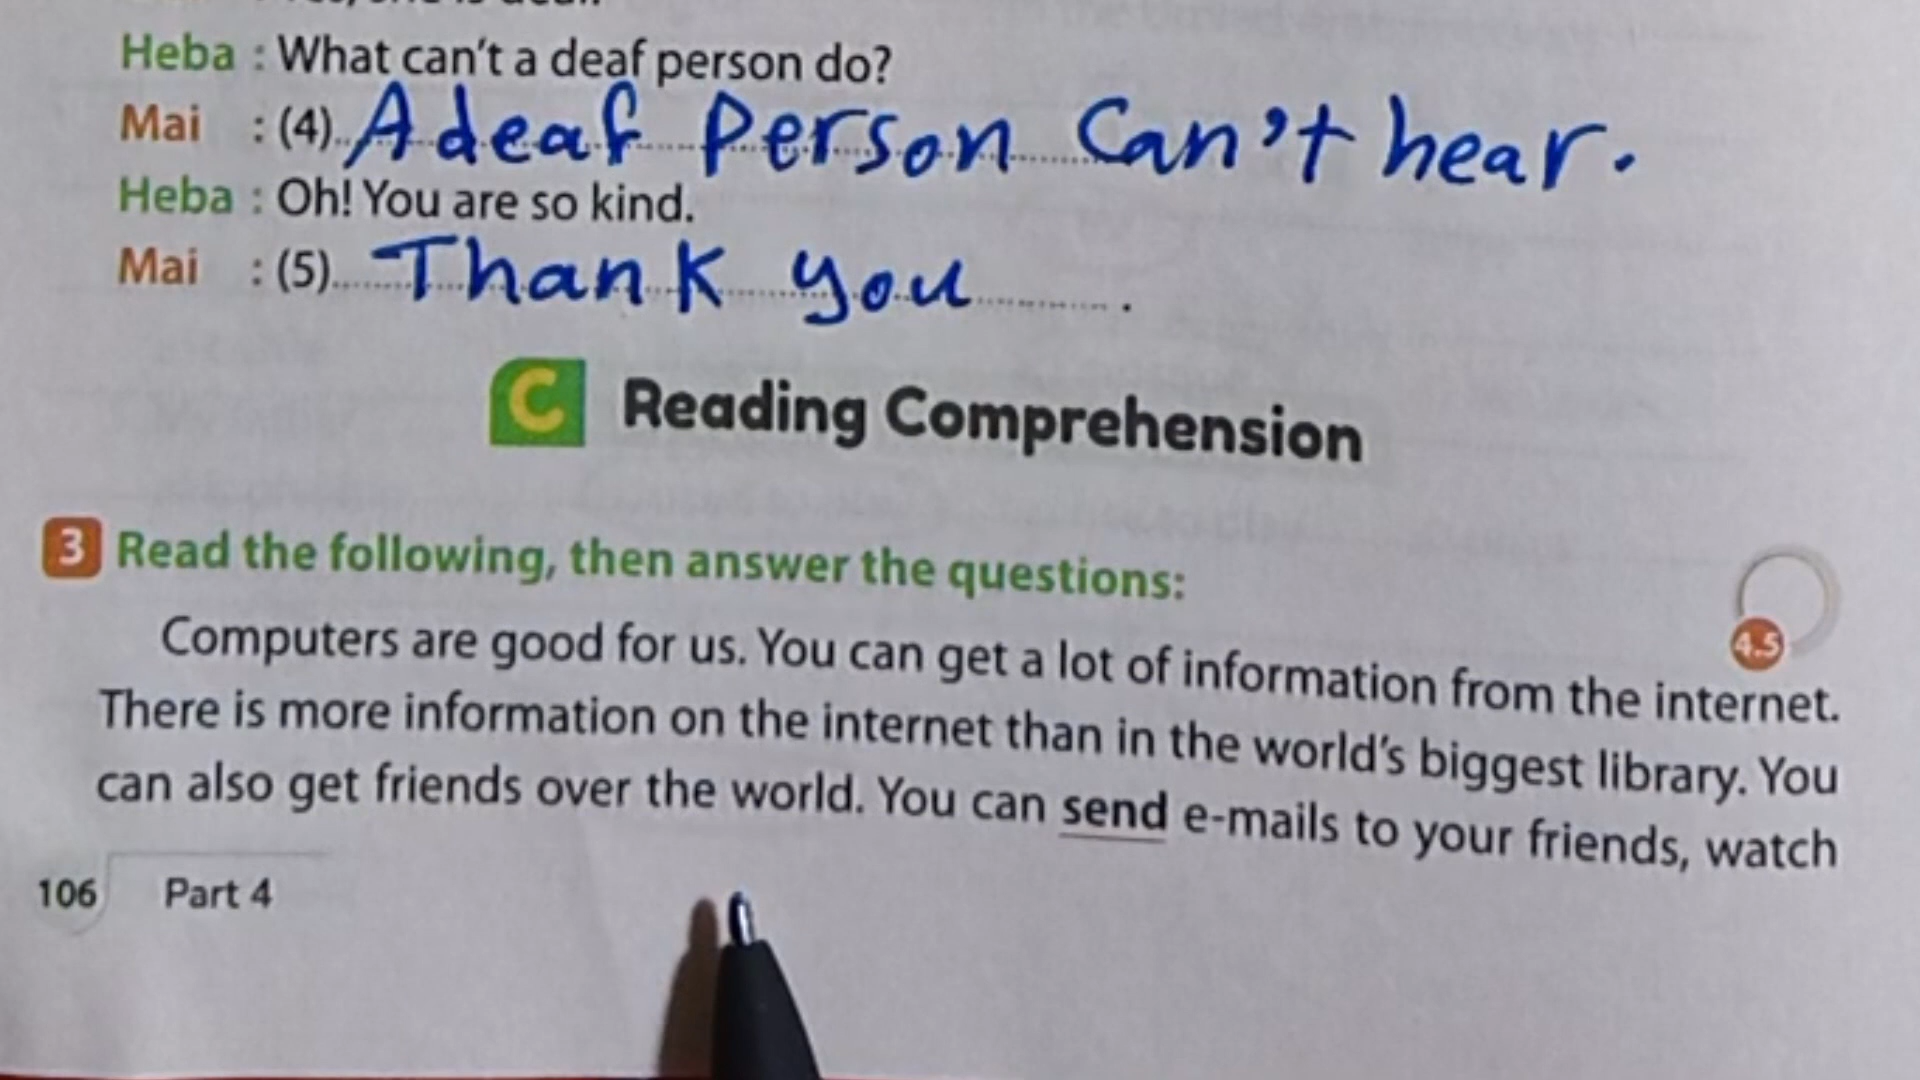 Heba : What can't a deaf person do?
Mai : (4) A deaf Person Can't hear.
Heba : Oh! You are so kind.
Mai : (5) Thank you .
C Reading Comprehension
3 Read the following, then answer the questions:
4.5
Computers are good for us. You can get a lot of information from the internet.
There is more information on the internet than in the world's biggest library. You
can also get friends over the world. You can send e-mails to your friends, watch
106 Part 4